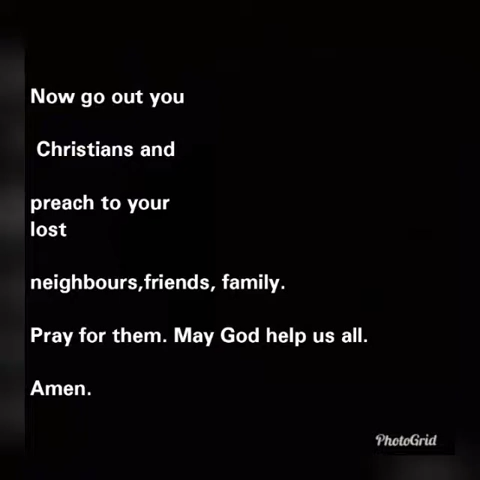 Now go out you
Christians and
preach to your
lost
neighbours,friends, family.
Pray for them. May God help us all.
Amen.
PhotoGrid